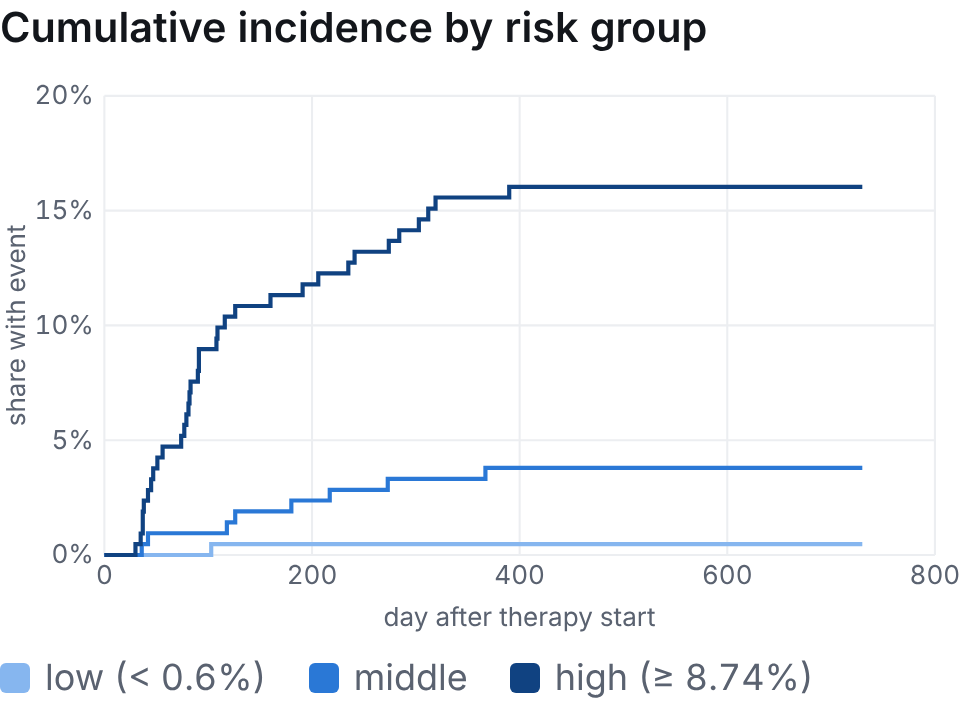 Cumulative incidence by risk group
20%
15%
10%
5%
0%
share with event
0 200 400 600 800
day after therapy start
low (< 0.6%) middle high (≥ 8.74%)